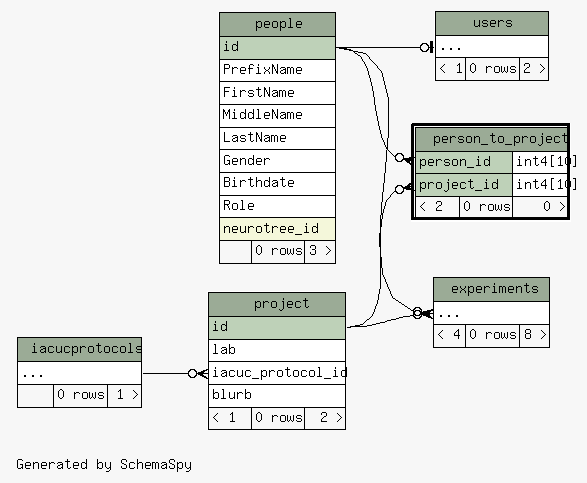 people
id
PrefixName
FirstName
MiddleName
LastName
Gender
Birthdate
Role
neurotree_id
0 rows 3 >
users
...
< 1 0 rows 2 >
person_to_project
person_id int4[10]
project_id int4[10]
< 2 0 rows 0 >
experiments
...
< 4 0 rows 8 >
project
id
lab
iacuc_protocol_id
blurb
< 1 0 rows 2 >
iacucprotocols
...
0 rows 1 >
Generated by SchemaSpy